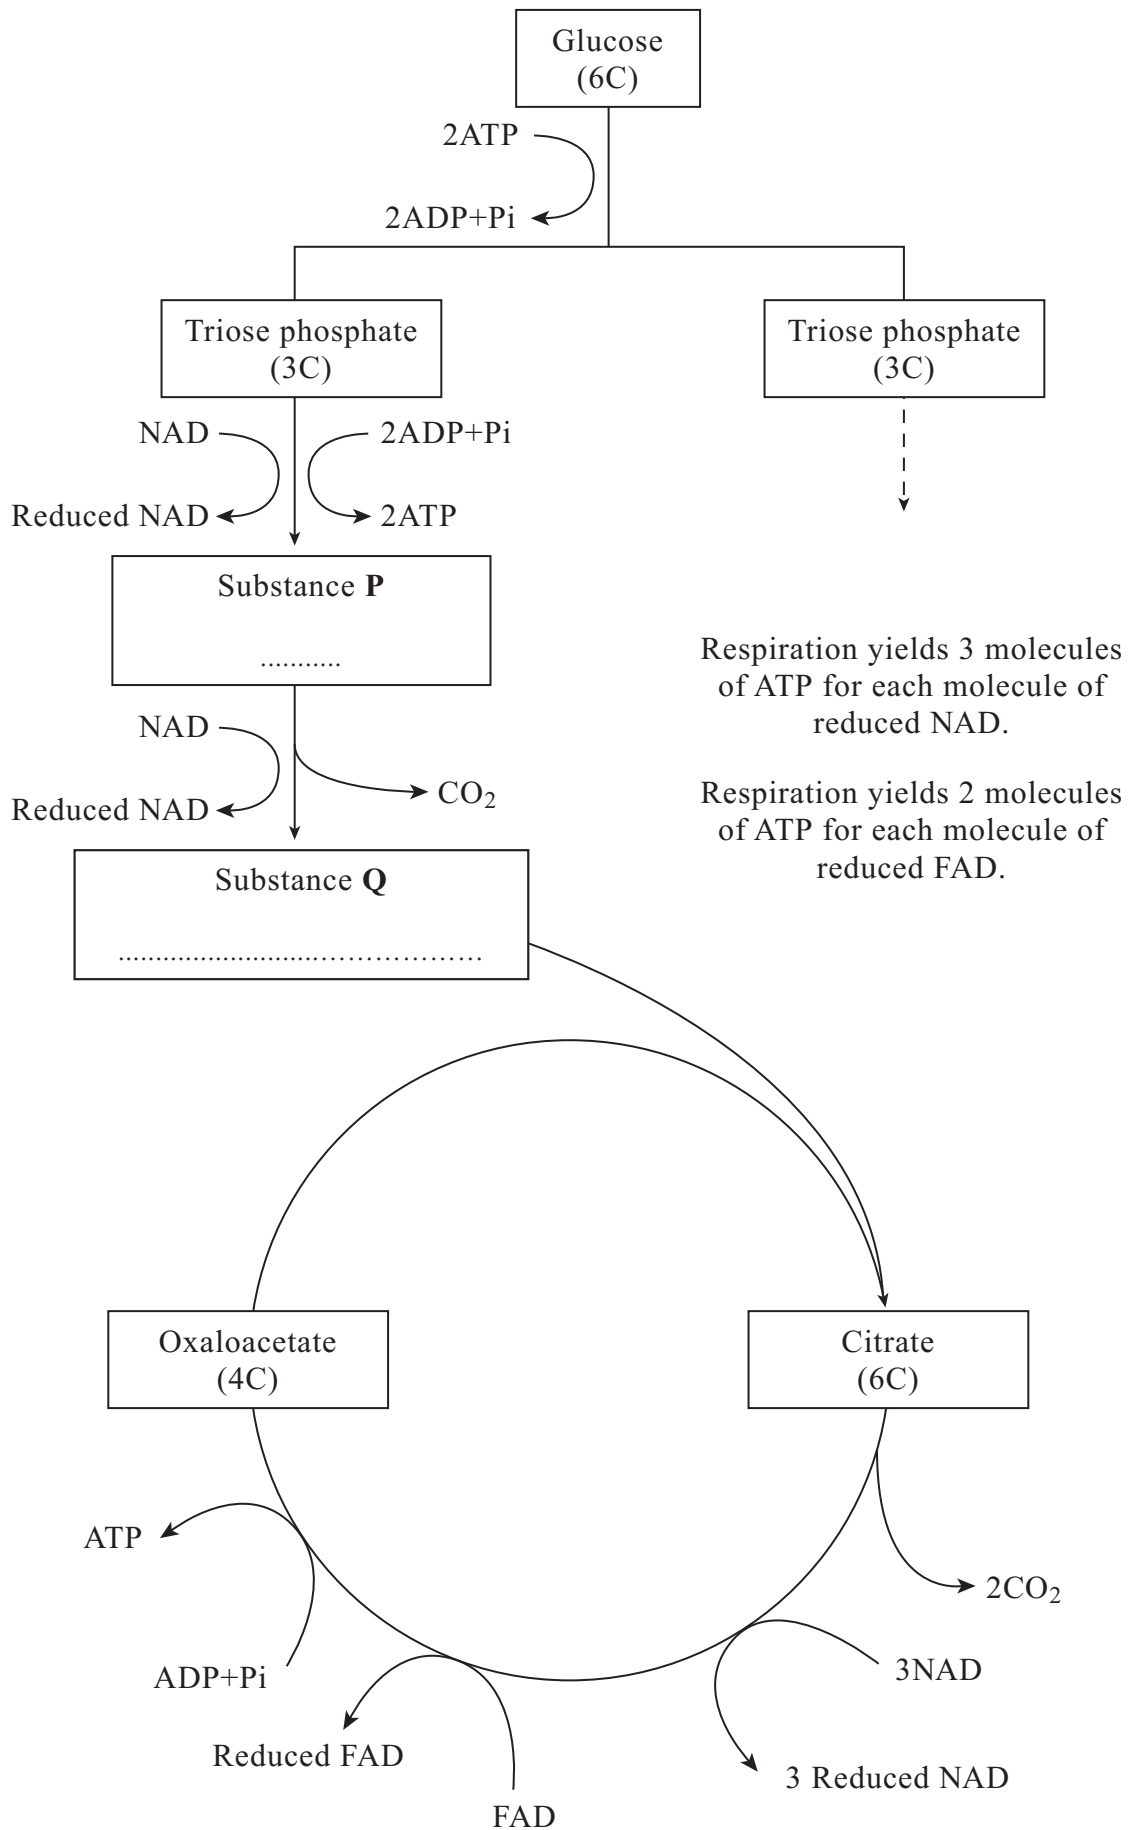 Glucose
(6C)
2ATP
2ADP+Pi
Triose phosphate
(3C)
Triose phosphate
(3C)
NAD
2ADP+Pi
Reduced NAD
2ATP
Substance P
...........
Respiration yields 3 molecules
of ATP for each molecule of
reduced NAD.
NAD
Reduced NAD
CO₂
Respiration yields 2 molecules
of ATP for each molecule of
reduced FAD.
Substance Q
.............................................
Oxaloacetate
(4C)
Citrate
(6C)
ATP
2CO₂
ADP+Pi
3NAD
Reduced FAD
3 Reduced NAD
FAD